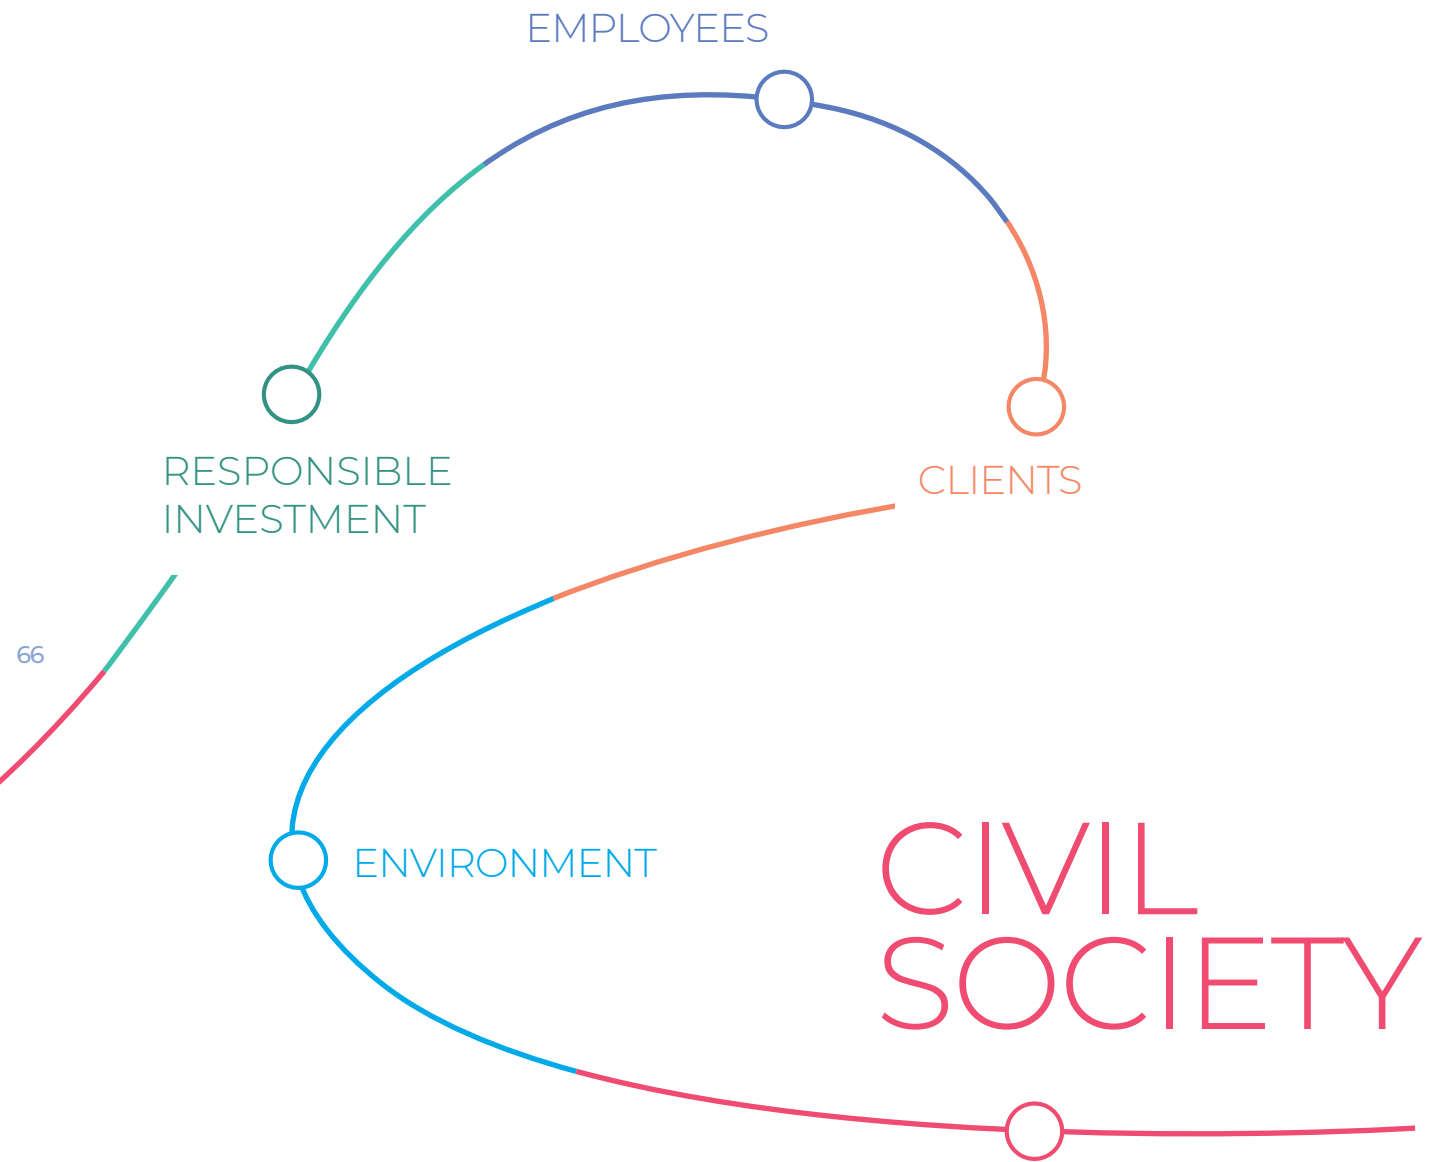 EMPLOYEES
RESPONSIBLE
INVESTMENT
CLIENTS
66
ENVIRONMENT
CIVIL
SOCIETY